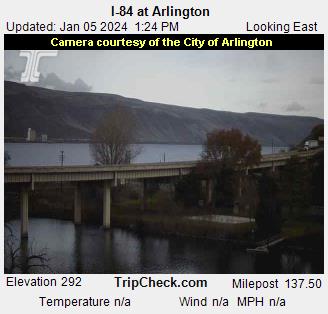 I-84 at Arlington
Updated: Jan 05 2024 1:24 PM Looking East
Camera courtesy of the City of Arlington
Elevation 292 TripCheck.com Milepost 137.50
Temperature n/a Wind n/a MPH n/a